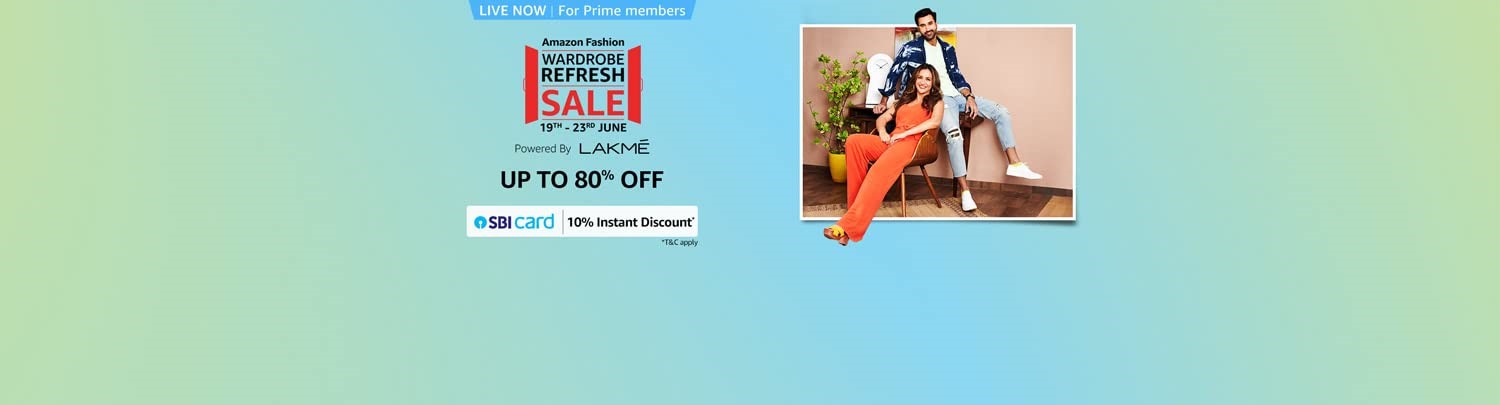 LIVE NOW | For Prime members
Amazon Fashion
WARDROBE
REFRESH
SALE
19TH - 23RD JUNE
Powered By LAKMÉ
UP TO 80% OFF
SBI card | 10% Instant Discount*
*T&C apply